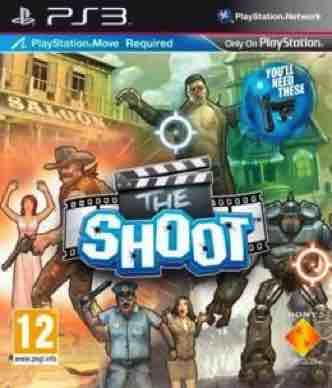 PS3
PlayStation Network
PlayStation Move Required
Only On PlayStation
SALOON
YOU'LL
NEED
THESE
THE
SHOOT
12
www.pegi.info
SONY